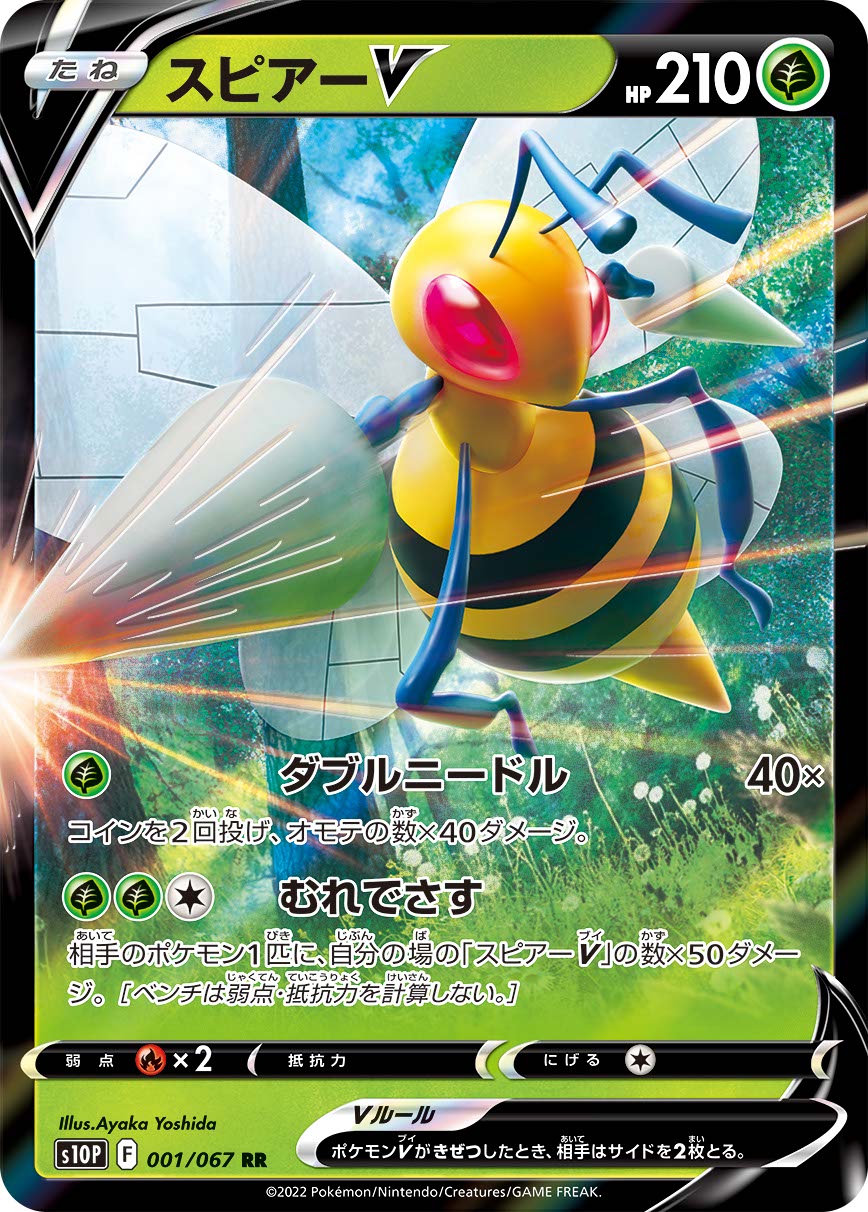 たね スピアーV HP 210
ダブルニードル 40×
コインを2回投げ、オモテの数×40ダメージ。
むれでさす
相手のポケモン1匹に、自分の場の「スピアーV」の数×50ダメー
ジ。［ベンチは弱点・抵抗力を計算しない。］
弱点 ×2 抵抗力 にげる
Illus.Ayaka Yoshida
Vルール
ポケモンVがきぜつしたとき、相手はサイドを2枚とる。
s10P F 001/067 RR
©2022 Pokémon/Nintendo/Creatures/GAME FREAK.